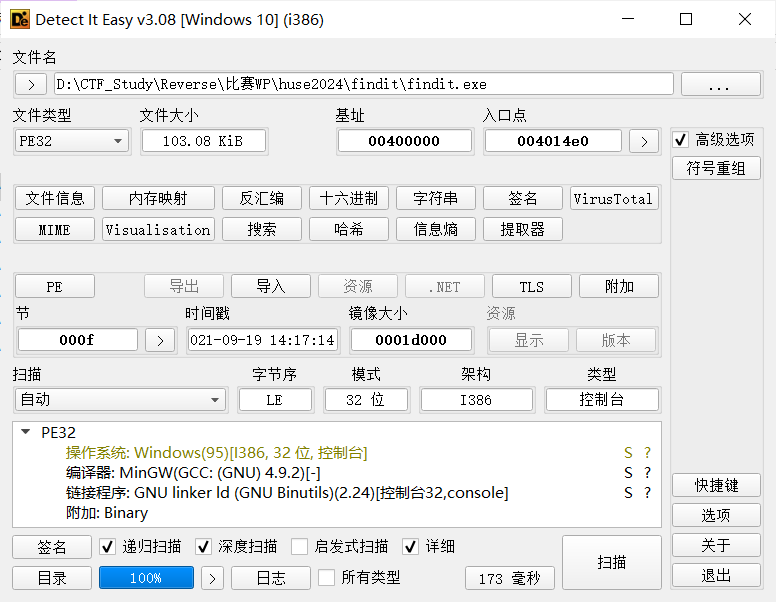 Detect It Easy v3.08 [Windows 10] (i386)
文件名
> D:\CTF_Study\Reverse\比赛WP\huse2024\findit\findit.exe ...
文件类型 文件大小 基址 入口点
PE32 103.08 KiB 00400000 004014e0 > 高级选项
符号重组
文件信息 内存映射 反汇编 十六进制 字符串 签名 VirusTotal
MIME Visualisation 搜索 哈希 信息熵 提取器
PE 导出 导入 资源 .NET TLS 附加
节 时间戳 镜像大小 资源
000f > 021-09-19 14:17:14 0001d000 显示 版本
扫描 字节序 模式 架构 类型
自动 LE 32 位 I386 控制台
PE32
操作系统: Windows(95)[I386, 32 位, 控制台] S ?
编译器: MinGW(GCC: (GNU) 4.9.2)[-] S ?
链接程序: GNU linker ld (GNU Binutils)(2.24)[控制台32,console] S ?
附加: Binary
快捷键
选项
关于
退出
签名 递归扫描 深度扫描 启发式扫描 详细 扫描
目录 100% > 日志 所有类型 173 毫秒